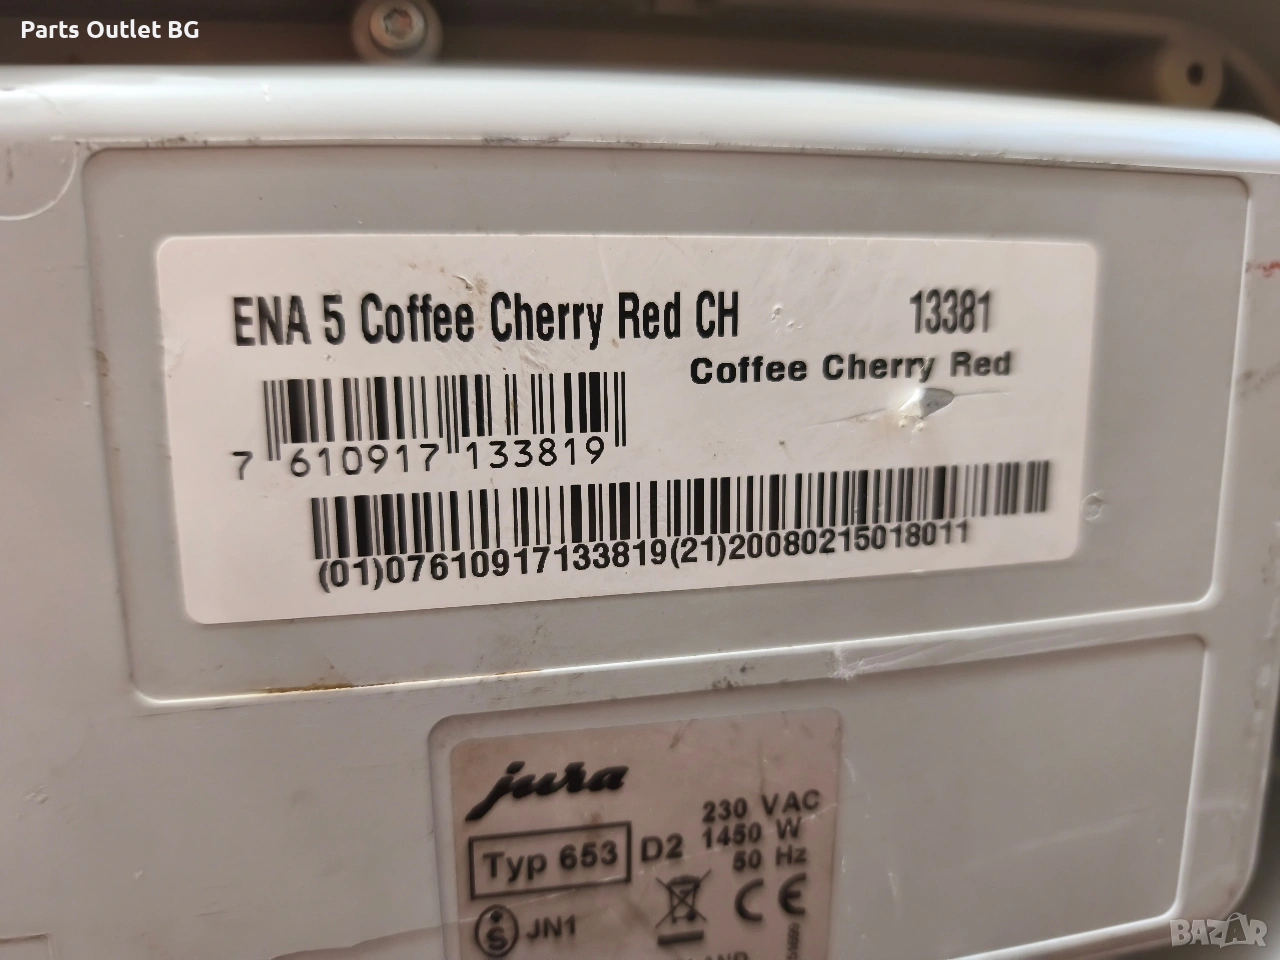 Parts Outlet BG
ENA 5 Coffee Cherry Red CH 13381
Coffee Cherry Red
7 610917 133819
(01)07610917133819(21)20080215018011
jura
230 VAC
Typ 653 D2 1450 W
50 Hz
S JN1 CE
BAZAR